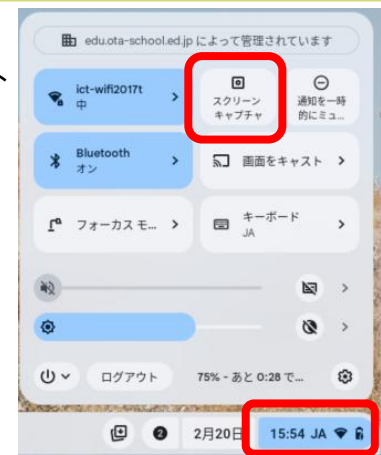 edu.ota-school.ed.jp によって管理されています
ict-wifi2017t
中
スクリーン
キャプチャ
通知を一時
的にミュ...
Bluetooth
オン
画面をキャスト
フォーカス モ...
キーボード
JA
ログアウト
75% - あと 0:28 で...
2
2月20日
15:54 JA